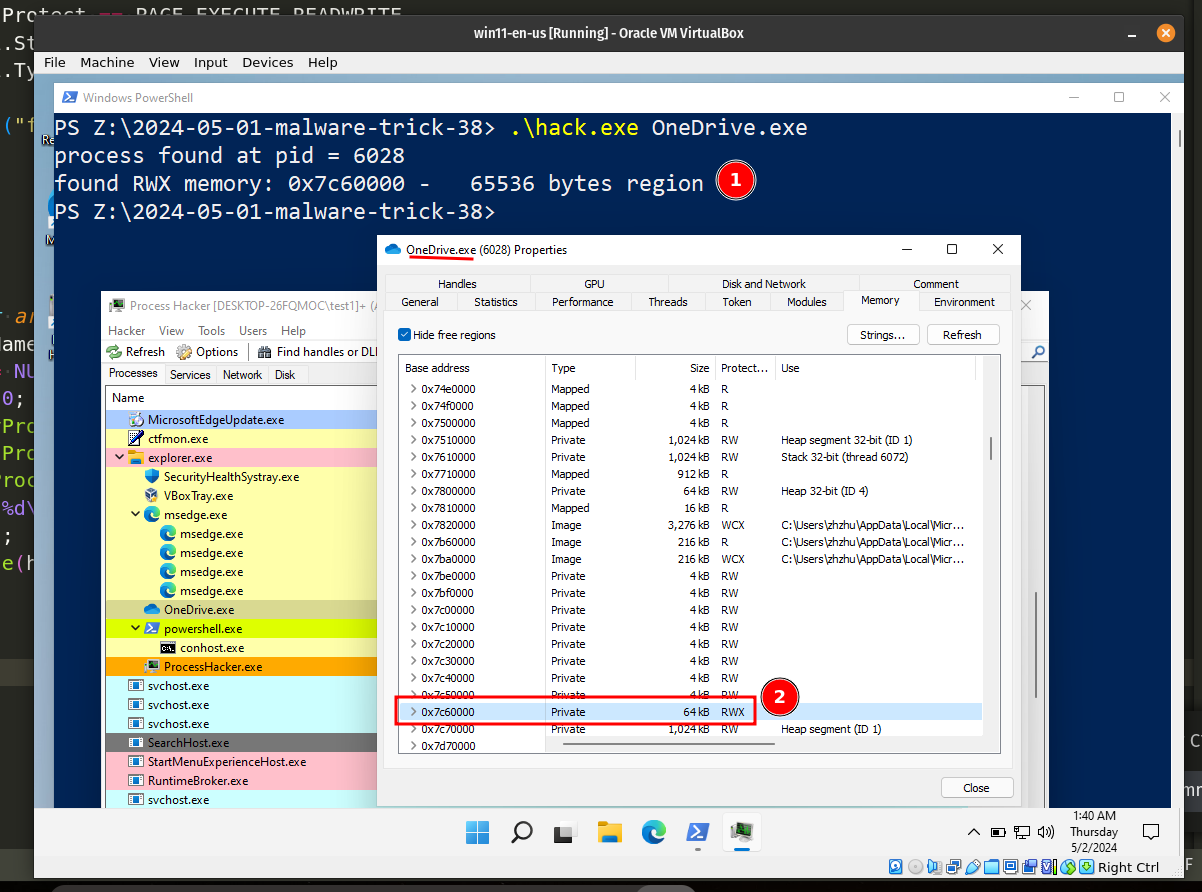 Protect == PAGE_EXECUTE_READWRITE
win11-en-us [Running] - Oracle VM VirtualBox
File Machine View Input Devices Help
Windows PowerShell
PS Z:\2024-05-01-malware-trick-38> .\hack.exe OneDrive.exe
process found at pid = 6028
found RWX memory: 0x7c60000 - 65536 bytes region
1
PS Z:\2024-05-01-malware-trick-38>
OneDrive.exe (6028) Properties
Handles GPU Disk and Network Comment
General Statistics Performance Threads Token Modules Memory Environment
Hide free regions Strings... Refresh
Base address Type Size Protect... Use
0x74e0000 Mapped 4 kB R
0x74f0000 Mapped 4 kB R
0x7500000 Mapped 4 kB R
0x7510000 Private 1,024 kB RW Heap segment 32-bit (ID 1)
0x7610000 Private 1,024 kB RW Stack 32-bit (thread 6072)
0x7710000 Mapped 912 kB R
0x7800000 Private 64 kB RW Heap 32-bit (ID 4)
0x7810000 Mapped 16 kB R
0x7820000 Image 3,276 kB WCX C:\Users\zhzhu\AppData\Local\Micr...
0x7b60000 Image 216 kB R C:\Users\zhzhu\AppData\Local\Micr...
0x7ba0000 Image 216 kB WCX C:\Users\zhzhu\AppData\Local\Micr...
0x7be0000 Private 4 kB RW
0x7bf0000 Private 4 kB RW
0x7c00000 Private 4 kB RW
0x7c10000 Private 4 kB RW
0x7c20000 Private 4 kB RW
0x7c30000 Private 4 kB RW
0x7c40000 Private 4 kB RW
0x7c50000 Private 4 kB RW
0x7c60000 Private 64 kB RWX
2
0x7c70000 Private 1,024 kB RW Heap segment (ID 1)
0x7d70000
Close
Process Hacker [DESKTOP-26FQMOC\test1]+ (A
Hacker View Tools Users Help
Refresh Options Find handles or DLL
Processes Services Network Disk
Name
MicrosoftEdgeUpdate.exe
ctfmon.exe
explorer.exe
SecurityHealthSystray.exe
VBoxTray.exe
msedge.exe
msedge.exe
msedge.exe
msedge.exe
msedge.exe
OneDrive.exe
powershell.exe
conhost.exe
ProcessHacker.exe
svchost.exe
svchost.exe
svchost.exe
SearchHost.exe
StartMenuExperienceHost.exe
RuntimeBroker.exe
svchost.exe
1:40 AM
Thursday
5/2/2024
Right Ctrl